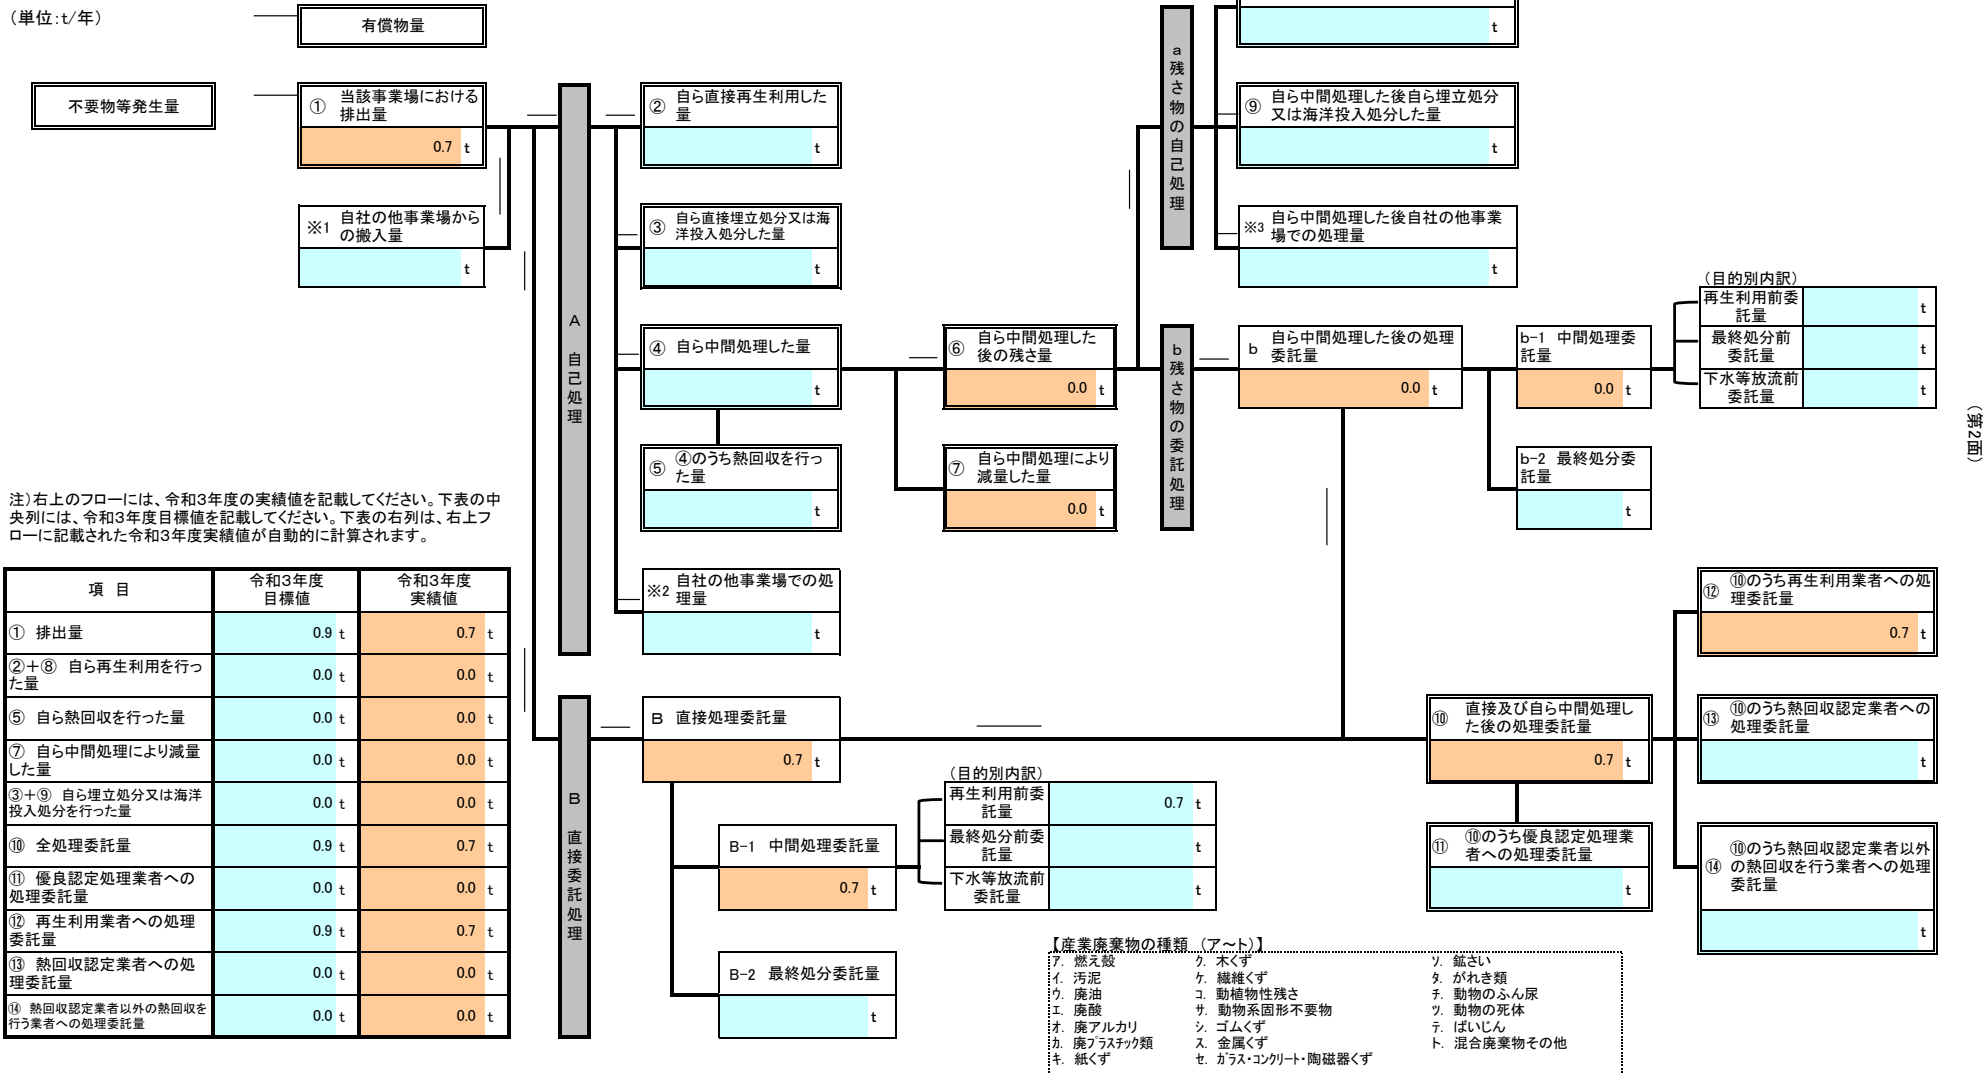 （単位：t/年）
有償物量
t
不要物等発生量
① 当該事業場における
排出量
0.7 t
※1 自社の他事業場から
の搬入量
t
A 自己処理
② 自ら直接再生利用した
量
t
③ 自ら直接埋立処分又は海
洋投入処分した量
t
④ 自ら中間処理した量
t
⑤ ④のうち熱回収を行っ
た量
t
※2 自社の他事業場での処
理量
t
⑥ 自ら中間処理した
後の残さ量
0.0 t
⑦ 自ら中間処理により
減量した量
0.0 t
a 残さ物の自己処理
⑨ 自ら中間処理した後自ら埋立処分
又は海洋投入処分した量
t
※3 自ら中間処理した後自社の他事業
場での処理量
t
b 残さ物の委託処理
b 自ら中間処理した後の処理
委託量
0.0 t
b-1 中間処理委
託量
0.0 t
b-2 最終処分委
託量
t
（目的別内訳）
再生利用前委
託量
t
最終処分前
委託量
t
下水等放流前
委託量
t
（第2面）
注）右上のフローには、令和3年度の実績値を記載してください。下表の中
央列には、令和3年度目標値を記載してください。下表の右列は、右上フ
ローに記載された令和3年度実績値が自動的に計算されます。
項 目 令和3年度
目標値 令和3年度
実績値
① 排出量 0.9 t 0.7 t
②＋⑧ 自ら再生利用を行っ
た量 0.0 t 0.0 t
⑤ 自ら熱回収を行った量 0.0 t 0.0 t
⑦ 自ら中間処理により減量
した量 0.0 t 0.0 t
③＋⑨ 自ら埋立処分又は海洋
投入処分を行った量 0.0 t 0.0 t
⑩ 全処理委託量 0.9 t 0.7 t
⑪ 優良認定処理業者への
処理委託量 0.0 t 0.0 t
⑫ 再生利用業者への処理
委託量 0.9 t 0.7 t
⑬ 熱回収認定業者への処
理委託量 0.0 t 0.0 t
⑭ 熱回収認定業者以外の熱回収を
行う業者への処理委託量 0.0 t 0.0 t
B 直接委託処理
B 直接処理委託量
0.7 t
B-1 中間処理委託量
0.7 t
B-2 最終処分委託量
t
（目的別内訳）
再生利用前委
託量
0.7 t
最終処分前委
託量
t
下水等放流前
委託量
t
⑩ 直接及び自ら中間処理し
た後の処理委託量
0.7 t
⑪ ⑩のうち優良認定処理業
者への処理委託量
t
⑫ ⑩のうち再生利用業者への処
理委託量
0.7 t
⑬ ⑩のうち熱回収認定業者への
処理委託量
t
⑭ ⑩のうち熱回収認定業者以外
の熱回収を行う業者への処理
委託量
t
【産業廃棄物の種類 （ア～ト）】
ア. 燃え殻 ク. 木くず ソ. 鉱さい
イ. 汚泥 ケ. 繊維くず タ. がれき類
ウ. 廃油 コ. 動植物性残さ チ. 動物のふん尿
エ. 廃酸 サ. 動物系固形不要物 ツ. 動物の死体
オ. 廃アルカリ シ. ゴムくず テ. ばいじん
カ. 廃プラスチック類 ス. 金属くず ト. 混合廃棄物その他
キ. 紙くず セ. ガラス・コンクリート・陶磁器くず